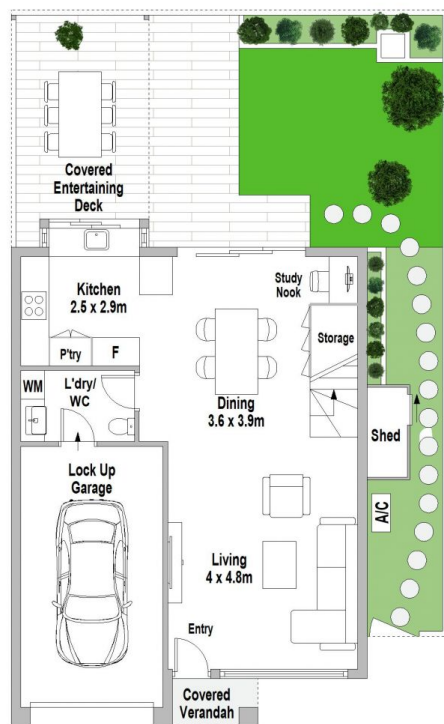 Covered
Entertaining
Deck
Kitchen
2.5 x 2.9m
P'try
F
Study
Nook
Storage
WM
L'dry/
WC
Dining
3.6 x 3.9m
Shed
Lock Up
Garage
A/C
Living
4 x 4.8m
Entry
Covered
Verandah